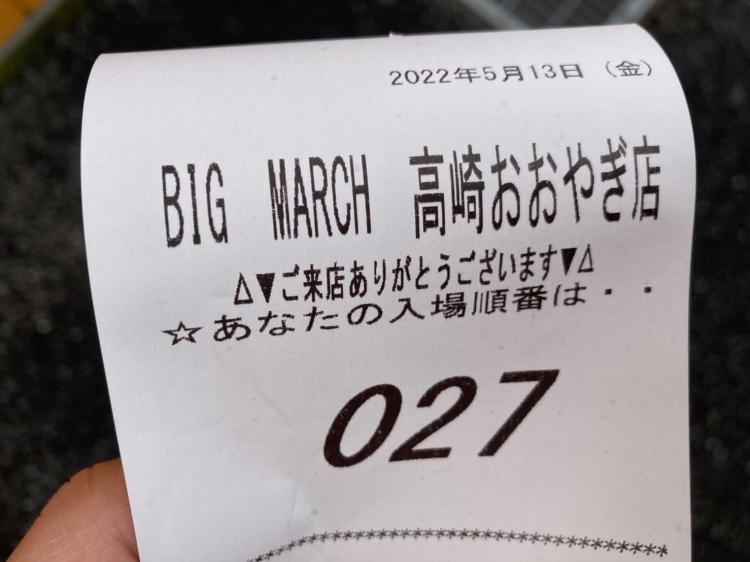 2022年5月13日 (金)
BIG MARCH 高崎おおやぎ店
△▼ご来店ありがとうございます▼△
☆あなたの入場順番は・・
027